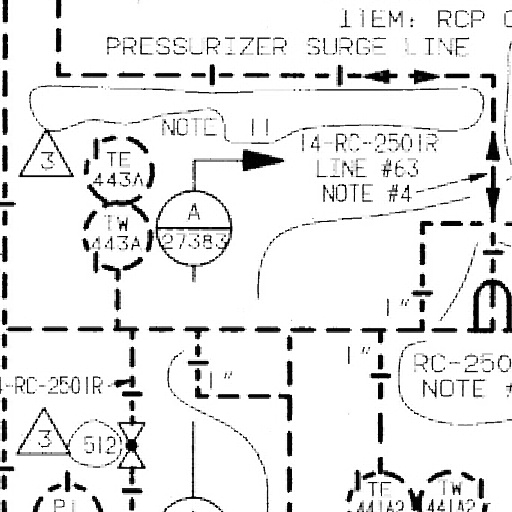 ITEM: RCP
PRESSURIZER SURGE LINE
NOTE 11
14-RC-2501R
LINE #63
NOTE #4
3
TE
443A
A
27383
TW
443A
1"
1"
1"
RC-250
NOTE
-RC-2501R
3
512
TE
441A2
TW
441A2